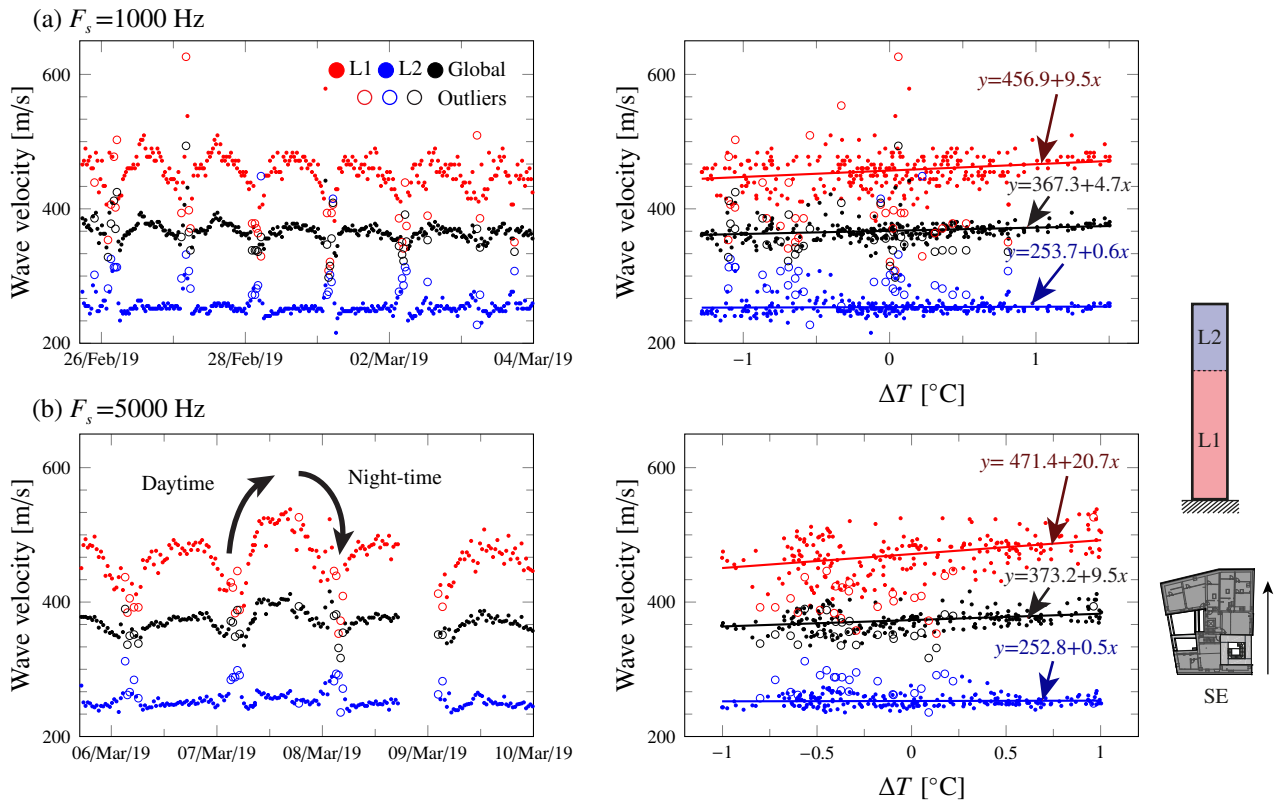 (a) F_s=1000 Hz
Wave velocity [m/s]
600
400
200
L1 L2 Global
Outliers
26/Feb/19 28/Feb/19 02/Mar/19 04/Mar/19
Wave velocity [m/s]
600
400
200
y=456.9+9.5x
y=367.3+4.7x
y=253.7+0.6x
−1 0 1
ΔT [°C]
(b) F_s=5000 Hz
Wave velocity [m/s]
600
400
200
Daytime
Night-time
06/Mar/19 07/Mar/19 08/Mar/19 09/Mar/19 10/Mar/19
Wave velocity [m/s]
600
400
200
y= 471.4+20.7x
y=373.2+9.5x
y=252.8+0.5x
−1 −0.5 0 0.5 1
ΔT [°C]
L2
L1
SE